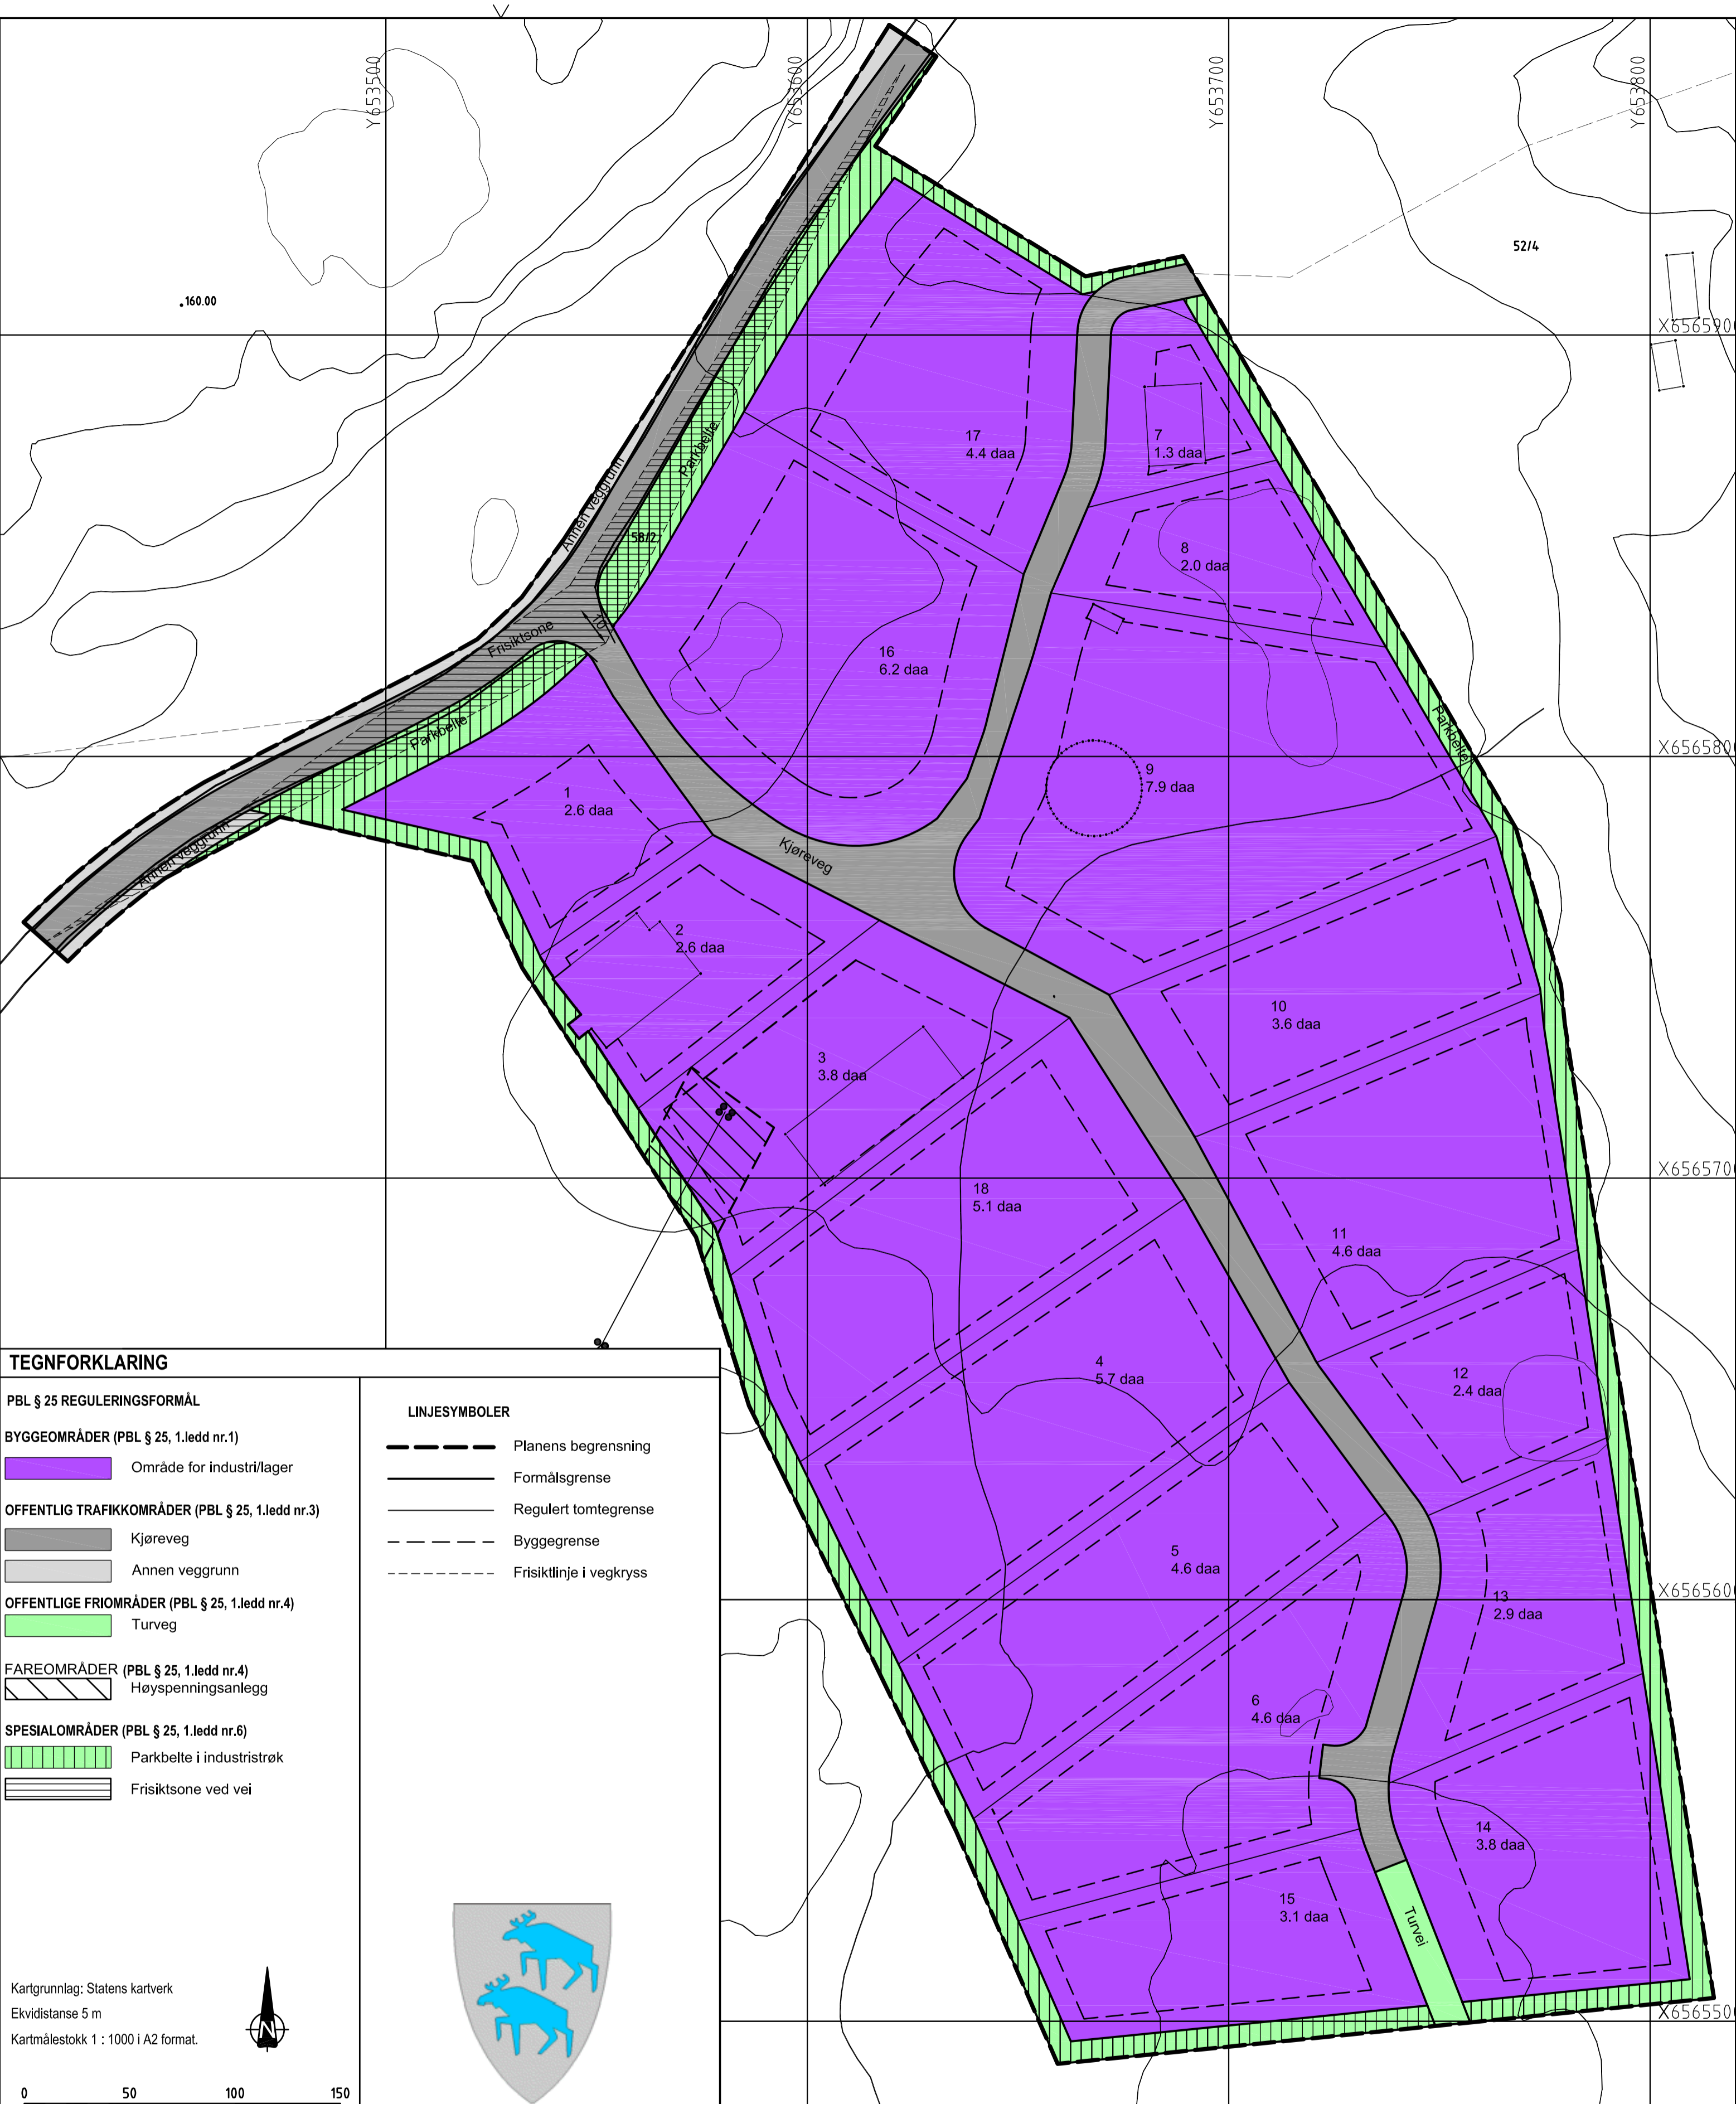 Y653500
Y653600
Y653700
Y653800
52/4
.160.00
X656590
17
4.4 daa
7
1.3 daa
Parkbelte
Annen veggrunn
58/2
8
2.0 daa
10
Frisiktsone
16
6.2 daa
Parkbelte
Parkbelte
X656580
9
7.9 daa
1
2.6 daa
Annen veggrunn
Kjøreveg
2
2.6 daa
10
3.6 daa
3
3.8 daa
X656570
18
5.1 daa
11
4.6 daa
4
5.7 daa
12
2.4 daa
5
4.6 daa
X656560
13
2.9 daa
6
4.6 daa
14
3.8 daa
15
3.1 daa
Turvei
X656550
TEGNFORKLARING
PBL § 25 REGULERINGSFORMÅL
BYGGEOMRÅDER (PBL § 25, 1.ledd nr.1)
Område for industri/lager
OFFENTLIG TRAFIKKOMRÅDER (PBL § 25, 1.ledd nr.3)
Kjøreveg
Annen veggrunn
OFFENTLIGE FRIOMRÅDER (PBL § 25, 1.ledd nr.4)
Turveg
FAREOMRÅDER (PBL § 25, 1.ledd nr.4)
Høyspenningsanlegg
SPESIALOMRÅDER (PBL § 25, 1.ledd nr.6)
Parkbelte i industristrøk
Frisiktsone ved vei
LINJESYMBOLER
Planens begrensning
Formålsgrense
Regulert tomtegrense
Byggegrense
Frisiktlinje i vegkryss
Kartgrunnlag: Statens kartverk
Ekvidistanse 5 m
Kartmålestokk 1 : 1000 i A2 format.
N
0 50 100 150